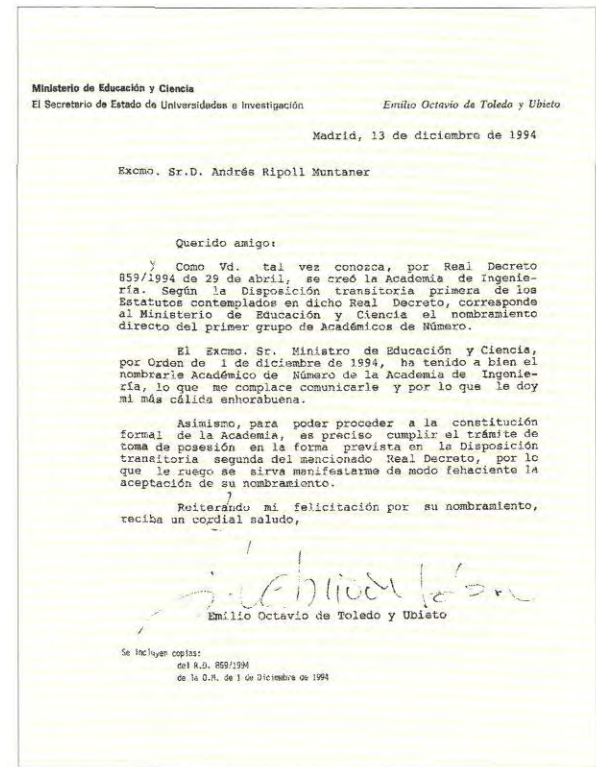 Ministerio de Educación y Ciencia
El Secretario de Estado de Universidades e Investigación Emilio Octavio de Toledo y Ubieto
Madrid, 13 de diciembre de 1994
Excmo. Sr.D. Andrés Ripoll Muntaner
Querido amigo:
Como Vd. tal vez conozca, por Real Decreto
859/1994 de 29 de abril, se creó la Academia de Ingenie-
ría. Según la Disposición transitoria primera de los
Estatutos contemplados en dicho Real Decreto, corresponde
al Ministerio de Educación y Ciencia el nombramiento
directo del primer grupo de Académicos de Número.
El Excmo. Sr. Ministro de Educación y Ciencia,
por Orden de 1 de diciembre de 1994, ha tenido a bien el
nombrarle Académico de Número de la Academia de Ingenie-
ría, lo que me complace comunicarle y por lo que le doy
mi más cálida enhorabuena.
Asimismo, para poder proceder a la constitución
formal de la Academia, es preciso cumplir el trámite de
toma de posesión en la forma prevista en la Disposición
transitoria segunda del mencionado Real Decreto, por lo
que le ruego se sirva manifestarme de modo fehaciente la
aceptación de su nombramiento.
Reiterando mi felicitación por su nombramiento,
reciba un cordial saludo,
Emilio Octavio de Toledo y Ubieto
Se incluyen copias:
del R.D. 859/1994
de la O.M. de 1 de Diciembre de 1994